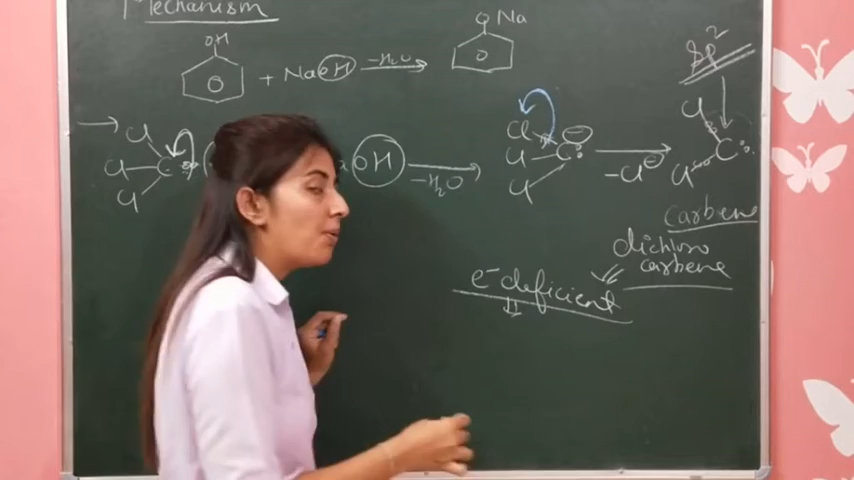 Mechanism
OH
+ NaOH -H₂O →
O Na
→ Cl
Cl C
Cl
OH
-H₂O →
Cl
Cl C:⊖
Cl
→
-Cl⊖
sp²
Cl
C:
Cl
carbene
dichloro
carbene
e⁻ deficient